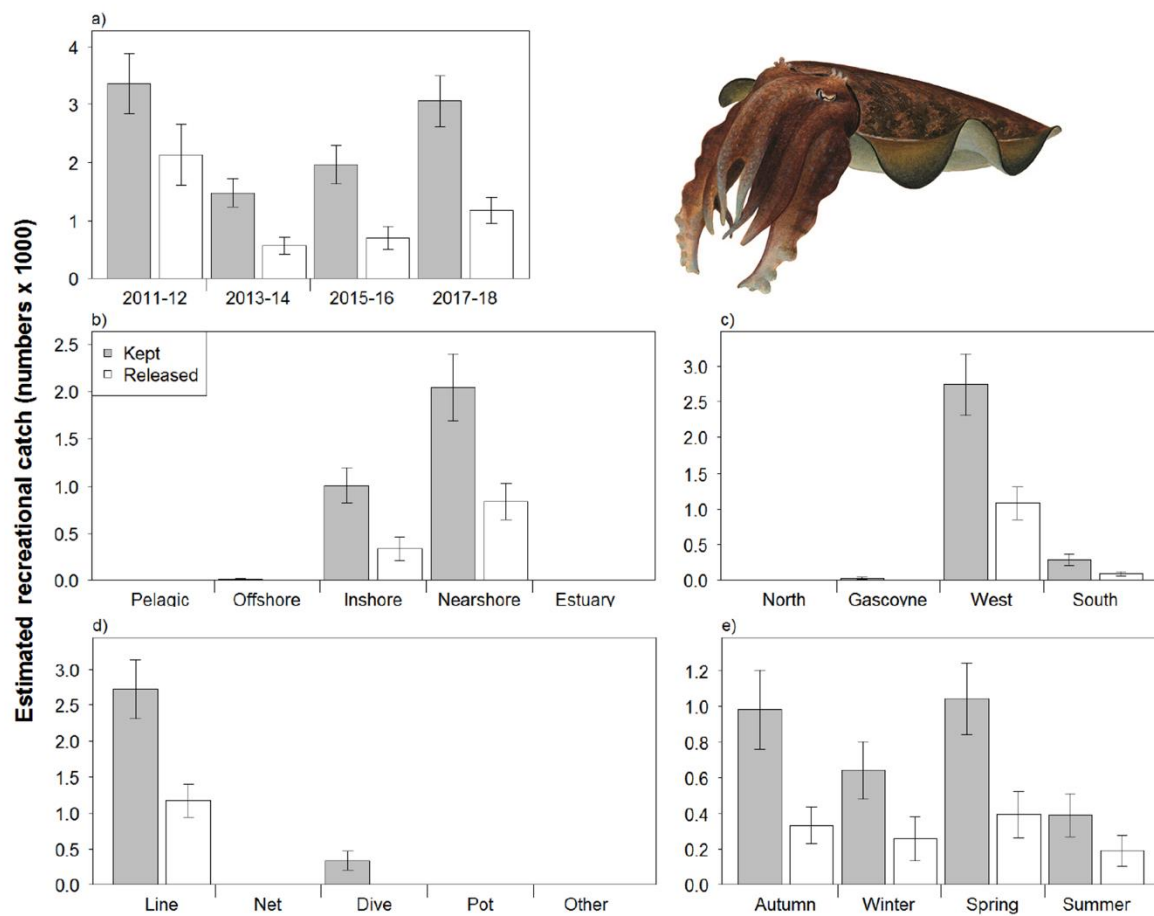 Estimated recreational catch (numbers x 1000)
a)
4
3
2
1
0
2011-12 2013-14 2015-16 2017-18
b)
2.5
2.0
1.5
1.0
0.5
0.0
Kept
Released
Pelagic Offshore Inshore Nearshore Estuary
c)
3.0
2.5
2.0
1.5
1.0
0.5
0.0
North Gascoyne West South
d)
3.0
2.5
2.0
1.5
1.0
0.5
0.0
Line Net Dive Pot Other
e)
1.2
1.0
0.8
0.6
0.4
0.2
0.0
Autumn Winter Spring Summer